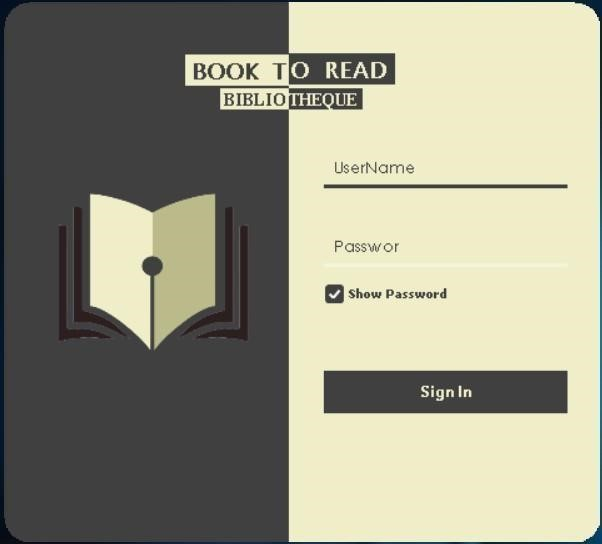 BOOK TO READ
BIBLIOTHEQUE
UserName
Passwor
Show Password
Sign In